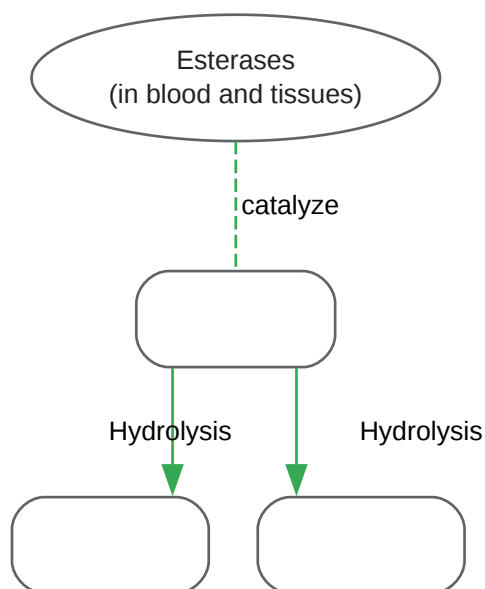 Esterases
(in blood and tissues)
catalyze
Hydrolysis
Hydrolysis